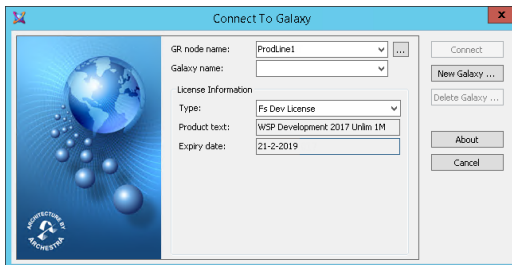 Connect To Galaxy
x
GR node name: ProdLine1 ... Connect
Galaxy name: New Galaxy ...
License Information
Type: Fs Dev License Delete Galaxy ...
Product text: WSP Development 2017 Unlim 1M
Expiry date: 21-2-2019 About
Cancel
ARCHITECTURE BY
ARCHESTRA